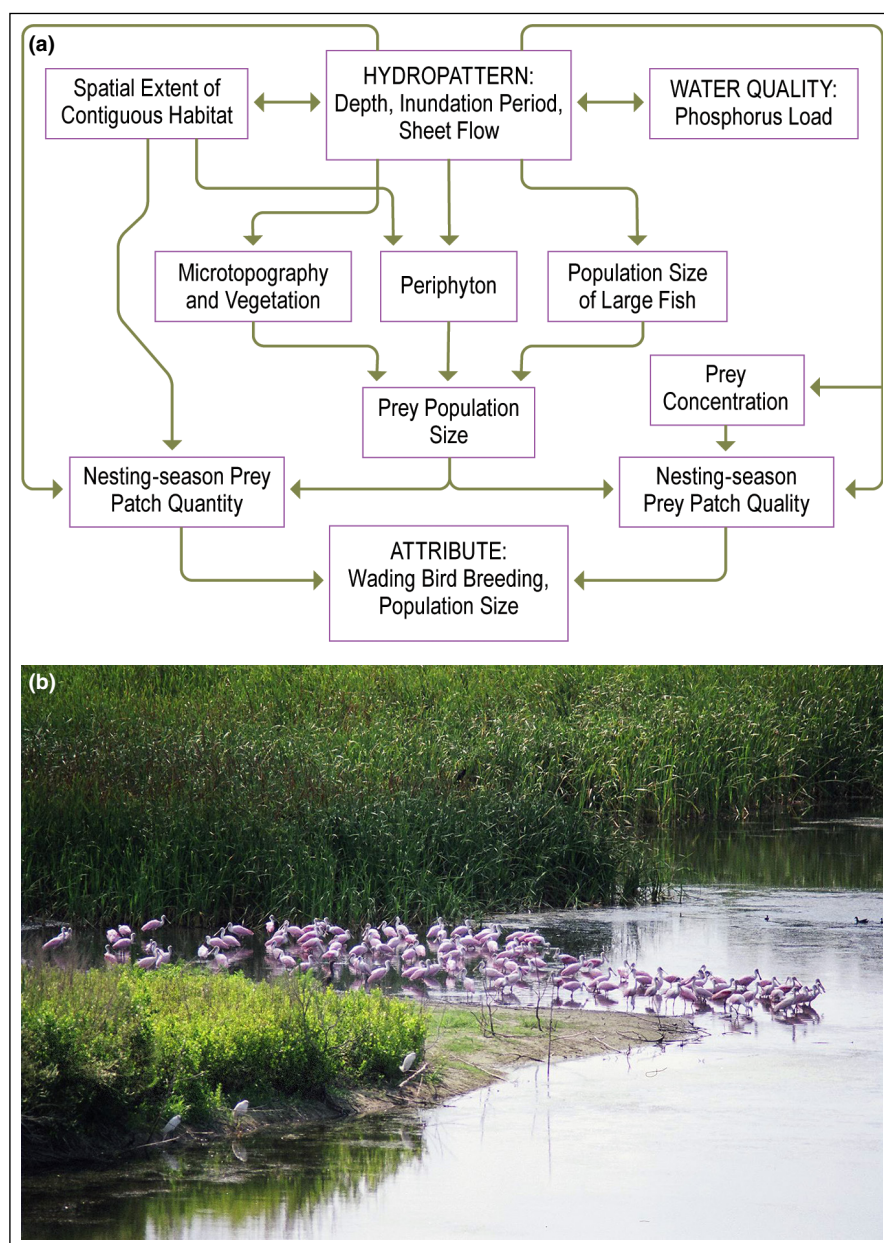 (a)
Spatial Extent of
Contiguous Habitat
HYDROPATTERN:
Depth, Inundation Period,
Sheet Flow
WATER QUALITY:
Phosphorus Load
Microtopography
and Vegetation
Periphyton
Population Size
of Large Fish
Prey Population
Size
Prey
Concentration
Nesting-season Prey
Patch Quantity
Nesting-season
Prey Patch Quality
ATTRIBUTE:
Wading Bird Breeding,
Population Size
(b)